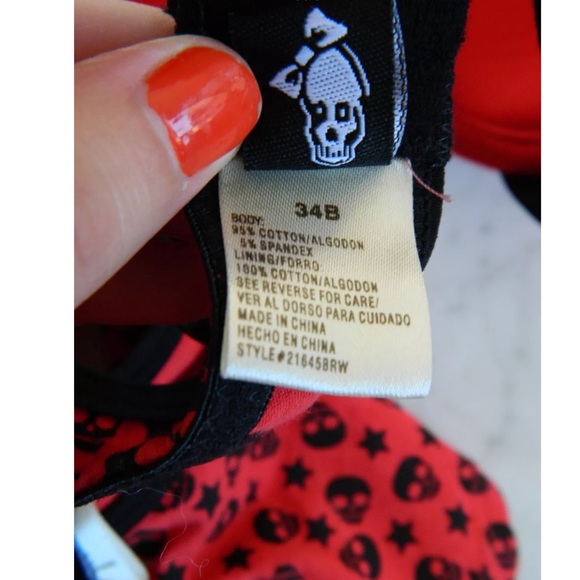 34B
BODY:
95% COTTON/ALGODON
5% SPANDEX
LINING/FORRO:
100% COTTON/ALGODON
SEE REVERSE FOR CARE/
VER AL DORSO PARA CUIDADO
MADE IN CHINA
HECHO EN CHINA
STYLE#21645BRW